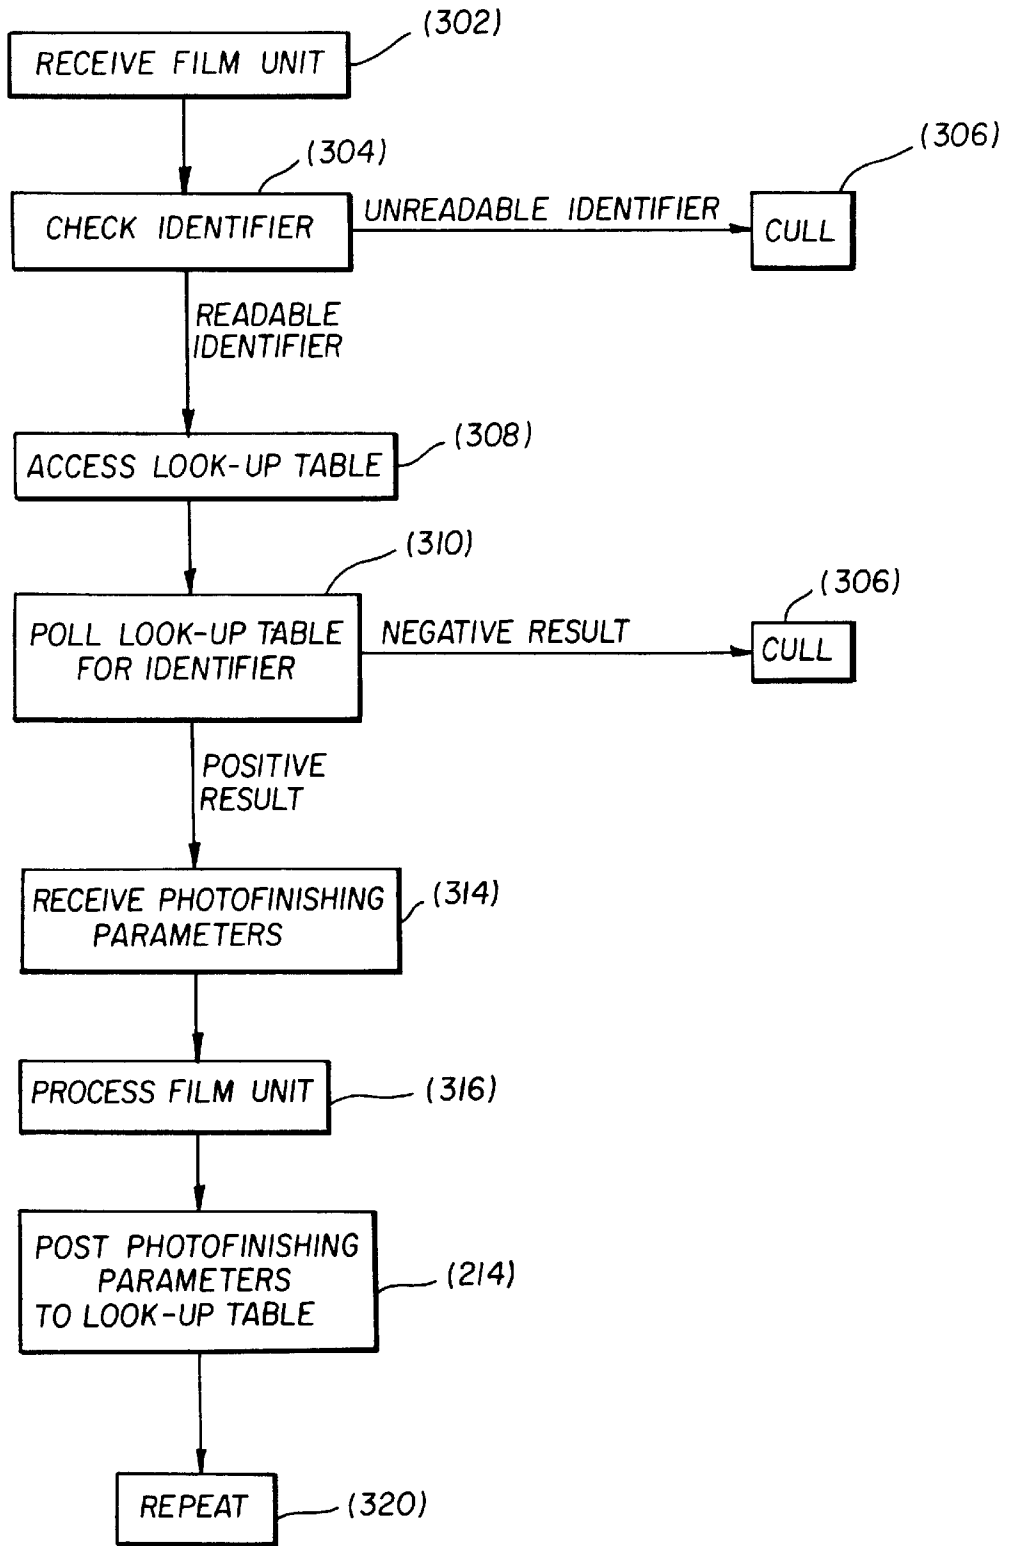 (302)
RECEIVE FILM UNIT
(304)
(306)
CHECK IDENTIFIER
UNREADABLE IDENTIFIER
CULL
READABLE
IDENTIFIER
(308)
ACCESS LOOK-UP TABLE
(310)
(306)
POLL LOOK-UP TABLE
FOR IDENTIFIER
NEGATIVE RESULT
CULL
POSITIVE
RESULT
RECEIVE PHOTOFINISHING
PARAMETERS
(314)
PROCESS FILM UNIT
(316)
POST PHOTOFINISHING
PARAMETERS
TO LOOK-UP TABLE
(214)
REPEAT
(320)